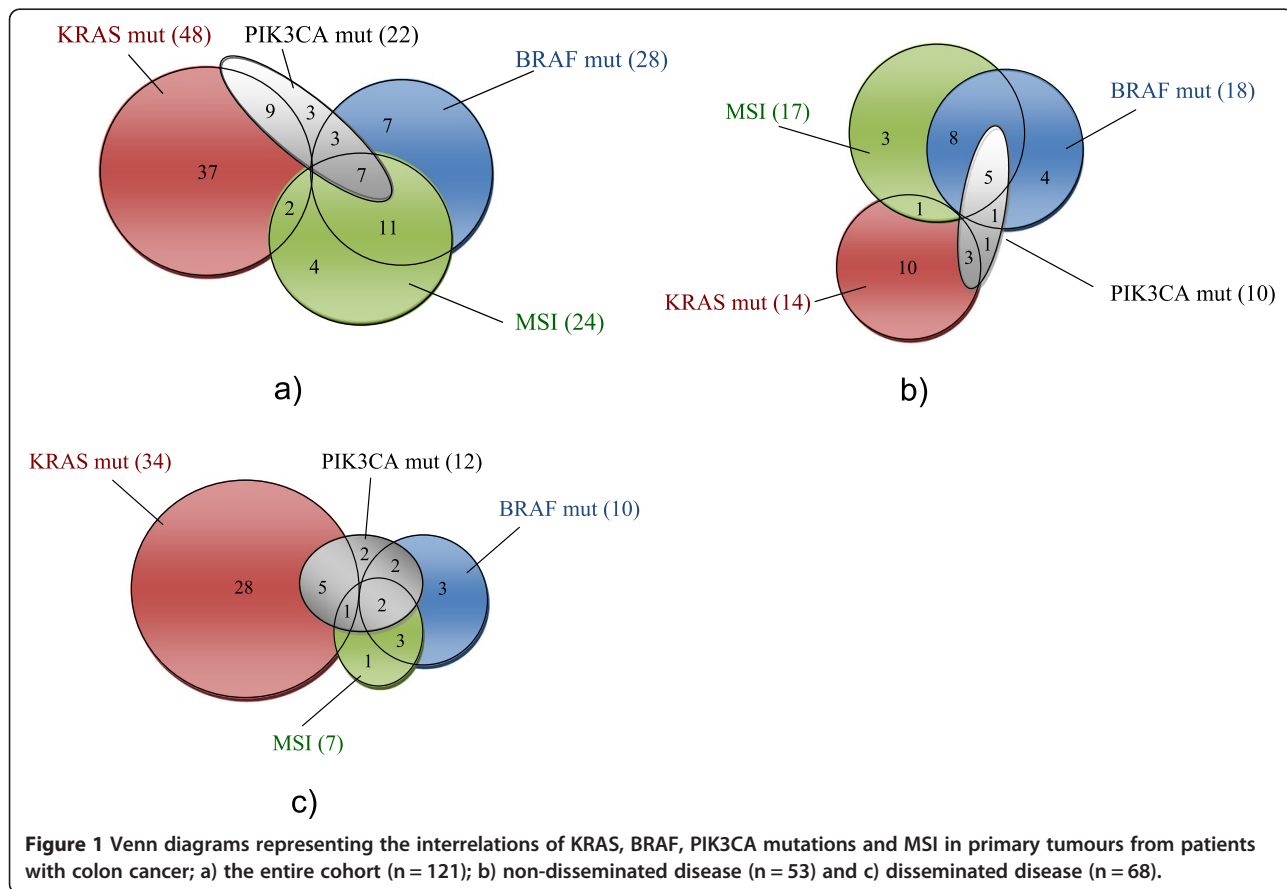 KRAS mut (48)
PIK3CA mut (22)
BRAF mut (28)
9
3
3
7
37
7
2
11
4
MSI (24)
a)
MSI (17)
BRAF mut (18)
3
8
5
4
1
1
1
3
10
KRAS mut (14)
PIK3CA mut (10)
b)
KRAS mut (34)
PIK3CA mut (12)
BRAF mut (10)
2
2
28
5
3
1
2
3
1
MSI (7)
c)
Figure 1 Venn diagrams representing the interrelations of KRAS, BRAF, PIK3CA mutations and MSI in primary tumours from patients
with colon cancer; a) the entire cohort (n = 121); b) non-disseminated disease (n = 53) and c) disseminated disease (n = 68).